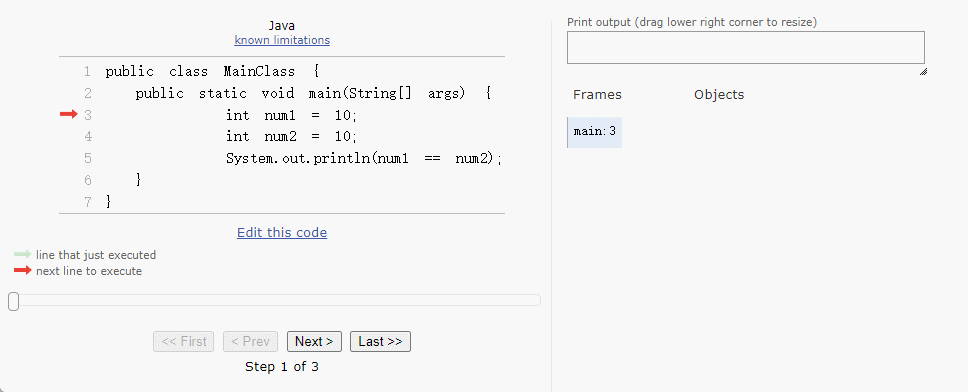 Java
known limitations
1 public class MainClass {
2 public static void main(String[] args) {
3 int num1 = 10;
4 int num2 = 10;
5 System.out.println(num1 == num2);
6 }
7 }
Edit this code
line that just executed
next line to execute
<< First < Prev Next > Last >>
Step 1 of 3
Print output (drag lower right corner to resize)
Frames Objects
main:3